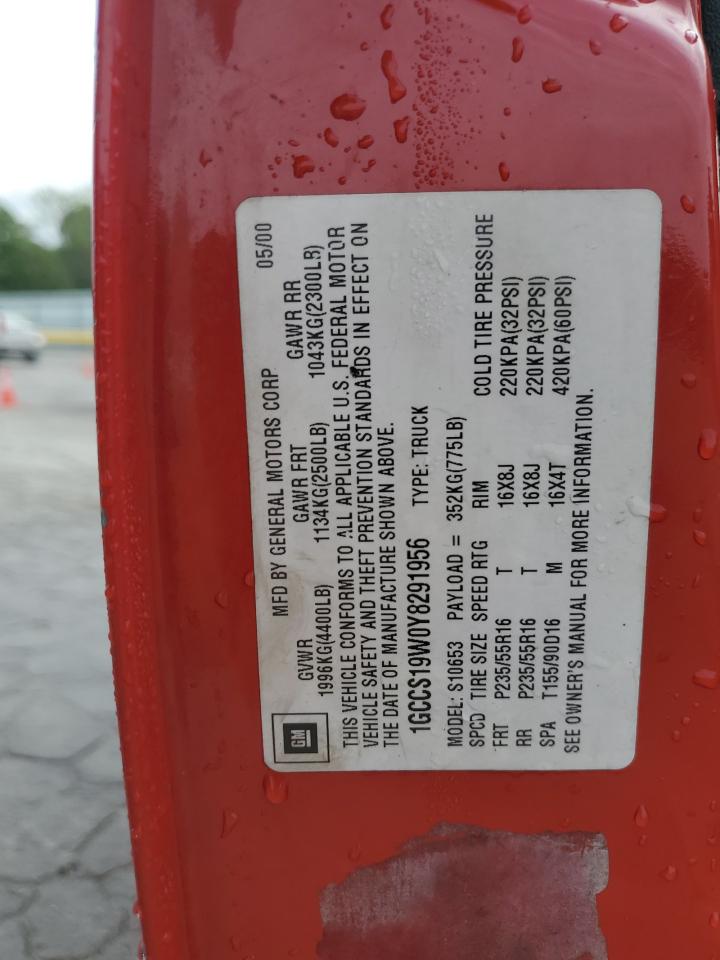 MFD BY GENERAL MOTORS CORP 05/00
GVWR GAWR FRT GAWR RR
1996KG(4400LB) 1134KG(2500LB) 1043KG(2300LB)
THIS VEHICLE CONFORMS TO ALL APPLICABLE U.S. FEDERAL MOTOR
VEHICLE SAFETY AND THEFT PREVENTION STANDARDS IN EFFECT ON
THE DATE OF MANUFACTURE SHOWN ABOVE.
1GCCS19W0Y8291956 TYPE: TRUCK
MODEL: S10653 PAYLOAD = 352KG(775LB)
SPCD TIRE SIZE SPEED RTG RIM COLD TIRE PRESSURE
FRT P235/55R16 T 16X8J 220KPA(32PSI)
RR P235/55R16 T 16X8J 220KPA(32PSI)
SPA T155/90D16 M 16X4T 420KPA(60PSI)
SEE OWNER'S MANUAL FOR MORE INFORMATION.
GM